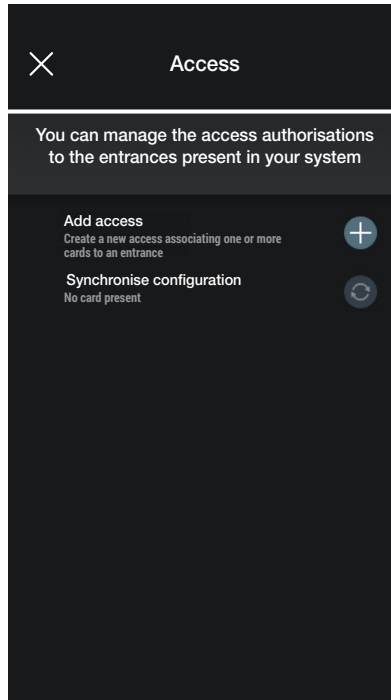 Access
You can manage the access authorisations
to the entrances present in your system
Add access
Create a new access associating one or more
cards to an entrance
Synchronise configuration
No card present